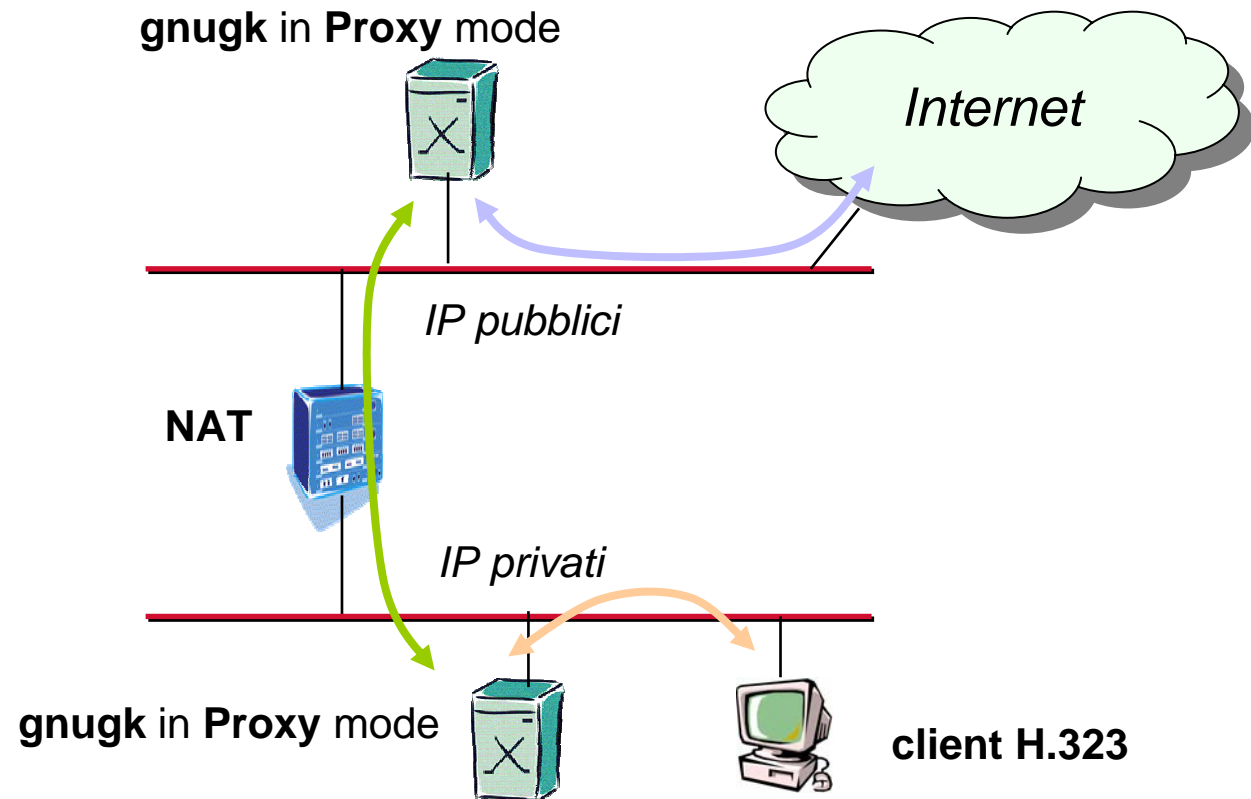 gnugk in Proxy mode
Internet
IP pubblici
NAT
IP privati
gnugk in Proxy mode
client H.323